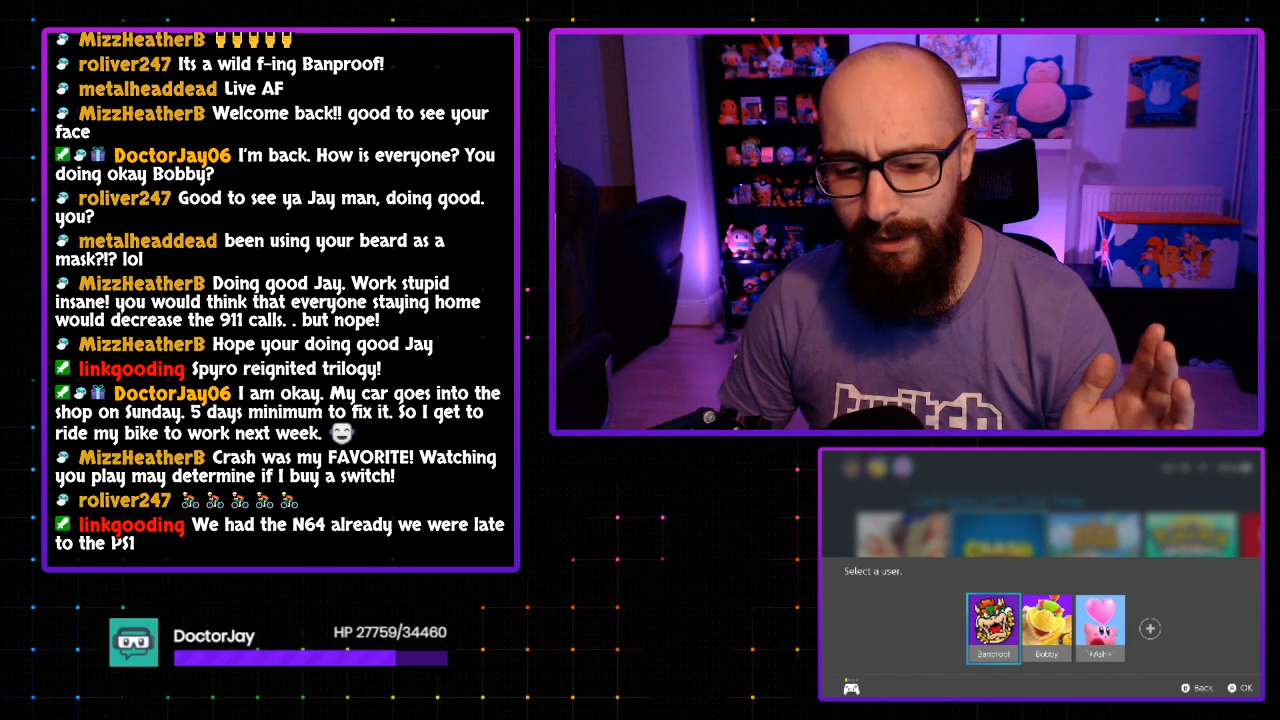 MizzHeatherB
roliver247 Its a wild f-ing Banproof!
metalheaddead Live AF
MizzHeatherB Welcome back!! good to see your
face
DoctorJay06 I'm back. How is everyone? You
doing okay Bobby?
roliver247 Good to see ya Jay man, doing good.
you?
metalheaddead been using your beard as a
mask?!? lol
MizzHeatherB Doing good Jay. Work stupid
insane! you would think that everyone staying home
would decrease the 911 calls. . but nope!
MizzHeatherB Hope your doing good Jay
linkgooding Spyro reignited trilogy!
DoctorJay06 I am okay. My car goes into the
shop on Sunday. 5 days minimum to fix it. So I get to
ride my bike to work next week.
MizzHeatherB Crash was my FAVORITE! Watching
you play may determine if I buy a switch!
roliver247
linkgooding We had the N64 already we were late
to the PS1
DoctorJay
HP 27759/34460
twitch
CRASH
Select a user.
Banproof
Bobby
Back
OK